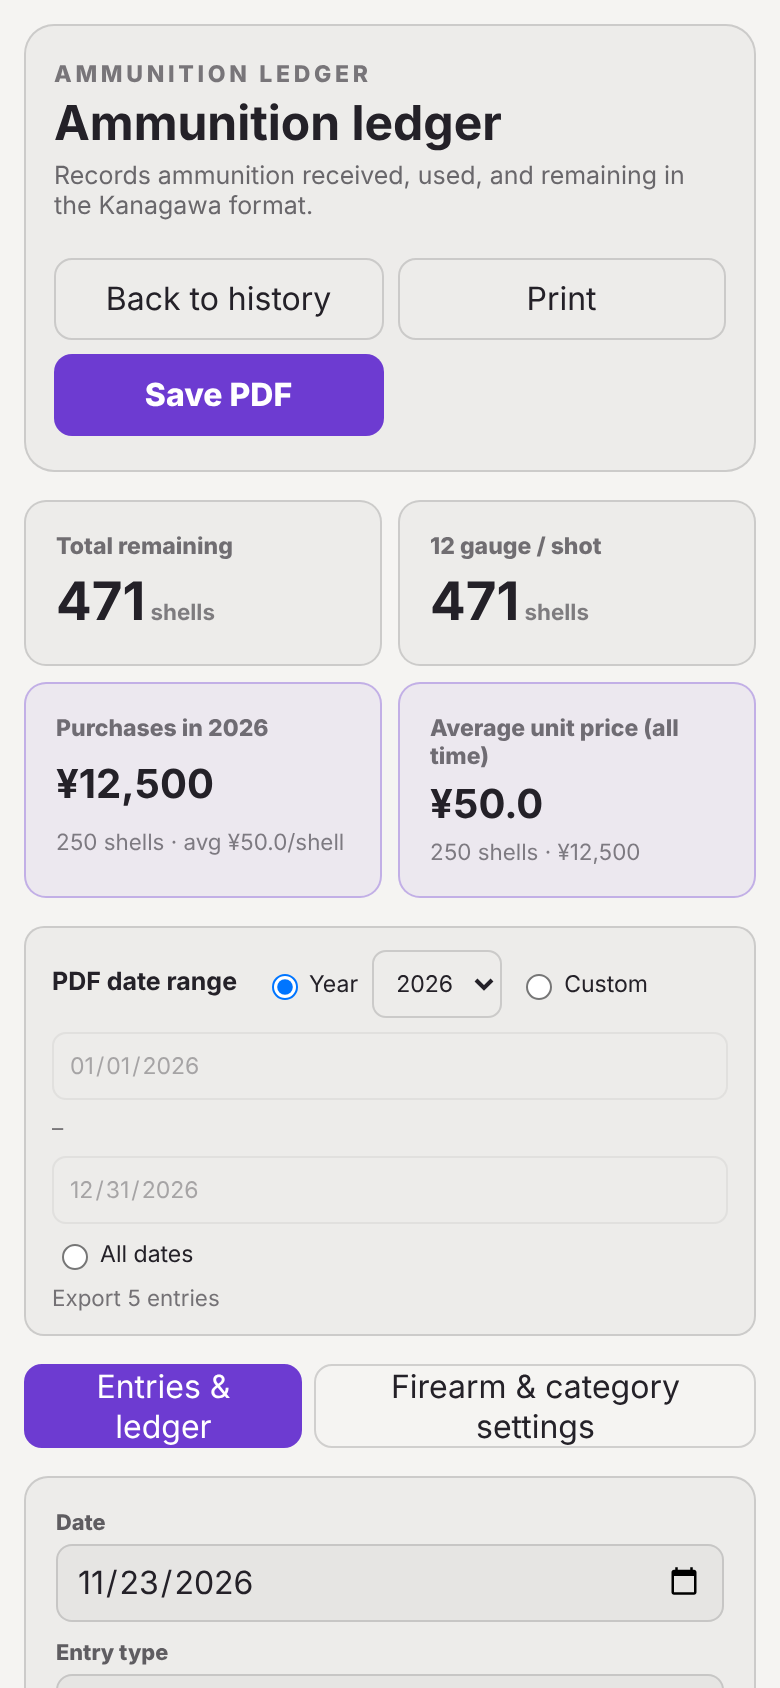 AMMUNITION LEDGER
Ammunition ledger
Records ammunition received, used, and remaining in
the Kanagawa format.
Back to history
Print
Save PDF
Total remaining
471 shells
12 gauge / shot
471 shells
Purchases in 2026
¥12,500
250 shells · avg ¥50.0/shell
Average unit price (all
time)
¥50.0
250 shells · ¥12,500
PDF date range
Year
2026
Custom
01/01/2026
–
12/31/2026
All dates
Export 5 entries
Entries &
ledger
Firearm & category
settings
Date
11/23/2026
Entry type